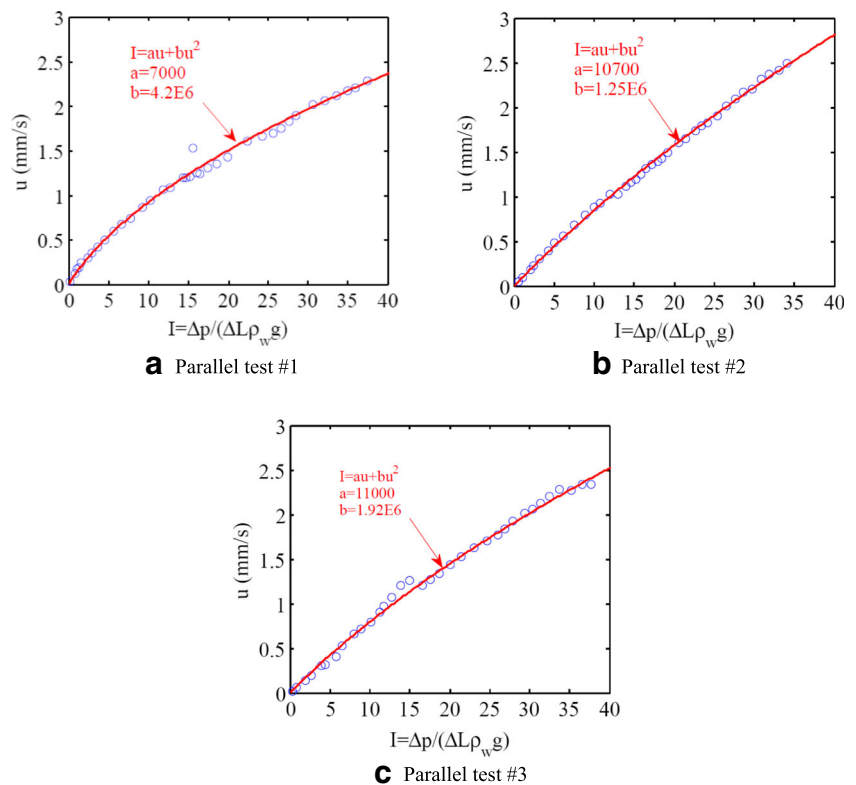 3
2.5
2
1.5
1
0.5
0
u (mm/s)
I=au+bu²
a=7000
b=4.2E6
0 5 10 15 20 25 30 35 40
I=Δp/(ΔLρ_wg)
a Parallel test #1
3
2.5
2
1.5
1
0.5
0
u (mm/s)
I=au+bu²
a=10700
b=1.25E6
0 5 10 15 20 25 30 35 40
I=Δp/(ΔLρ_wg)
b Parallel test #2
3
2.5
2
1.5
1
0.5
0
u (mm/s)
I=au+bu²
a=11000
b=1.92E6
0 5 10 15 20 25 30 35 40
I=Δp/(ΔLρ_wg)
c Parallel test #3